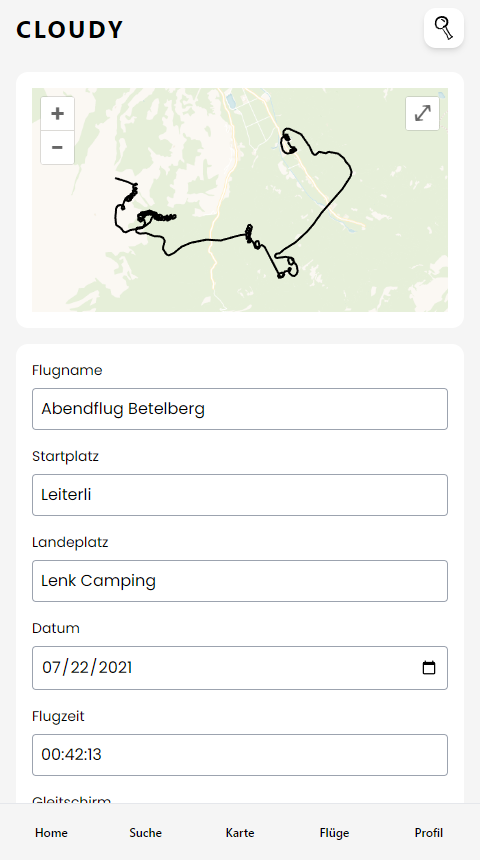 CLOUDY
+
−
Flugname
Abendflug Betelberg
Startplatz
Leiterli
Landeplatz
Lenk Camping
Datum
07/22/2021
Flugzeit
00:42:13
Gleitschirm
Home Suche Karte Flüge Profil